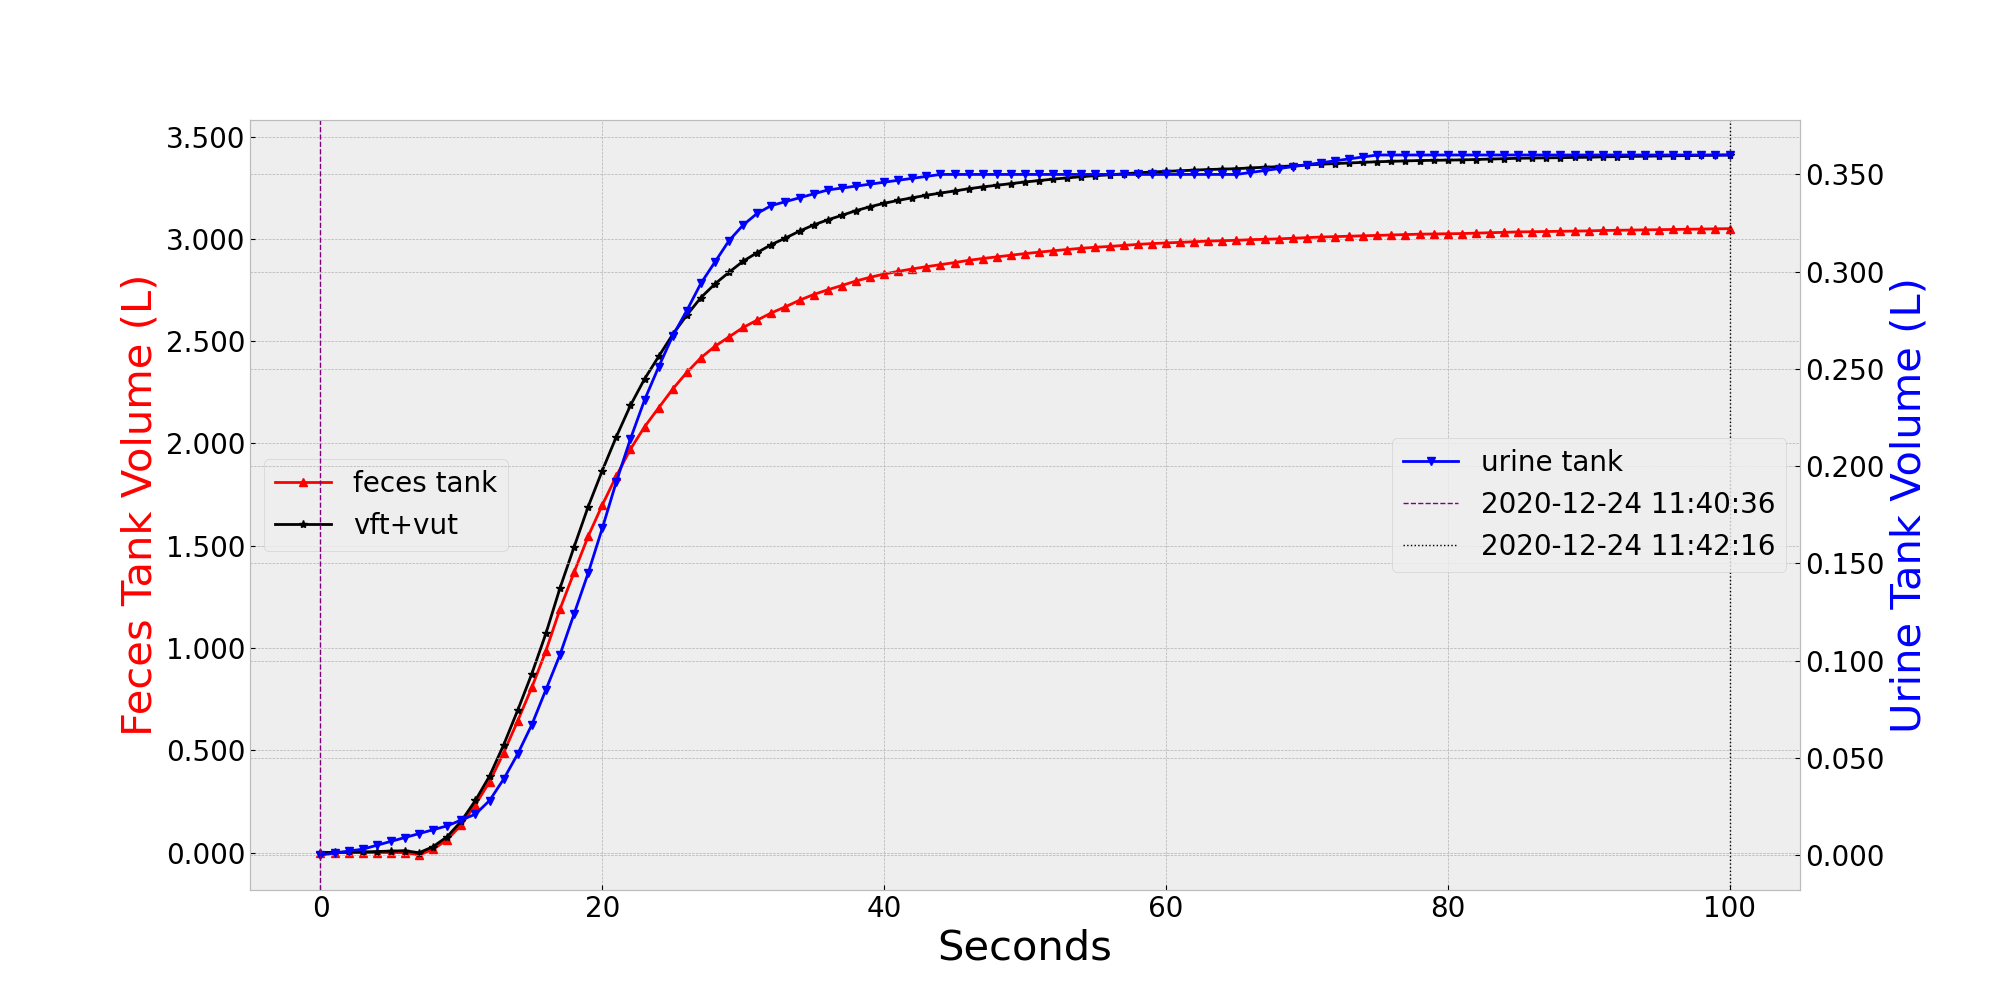 3.500
3.000
2.500
2.000
1.500
1.000
0.500
0.000
Feces Tank Volume (L)
feces tank
vft+vut
0.350
0.300
0.250
0.200
0.150
0.100
0.050
0.000
Urine Tank Volume (L)
urine tank
2020-12-24 11:40:36
2020-12-24 11:42:16
0 20 40 60 80 100
Seconds